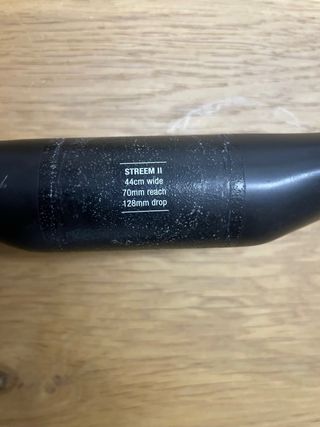 STREEM II
44cm wide
70mm reach
128mm drop